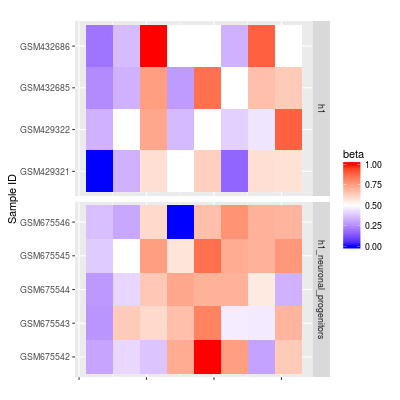 GSM432686
GSM432685
GSM429322
GSM429321
h1
GSM675546
GSM675545
GSM675544
GSM675543
GSM675542
h1_neuronal_progenitors
Sample ID
beta
1.00
0.75
0.50
0.25
0.00